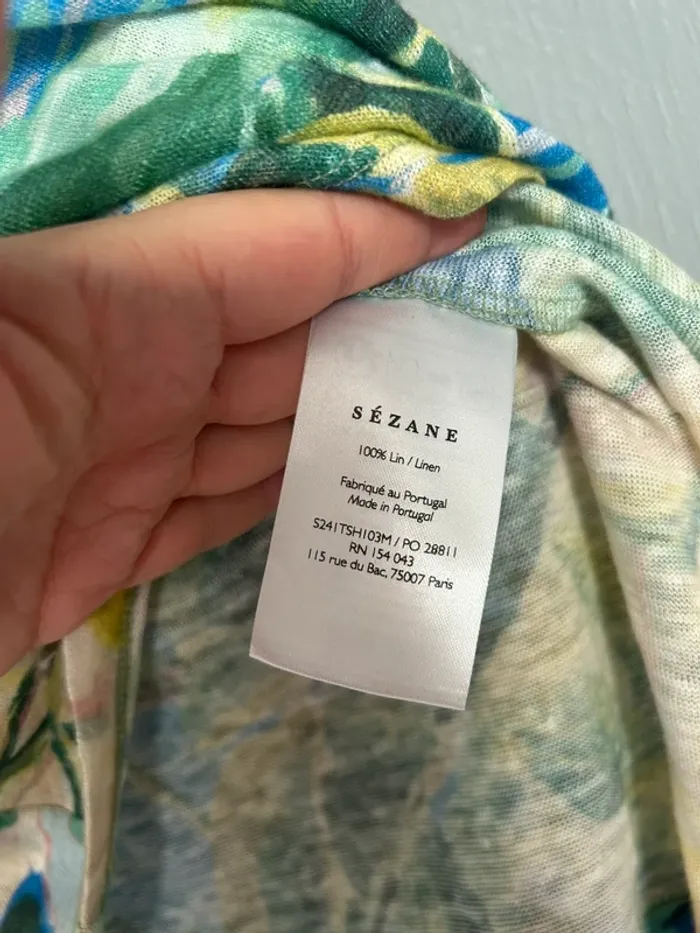 SÉZANE
100% Lin / Linen
Fabriqué au Portugal
Made in Portugal
S241TSH103M / PO 28811
RN 154 043
115 rue du Bac, 75007 Paris